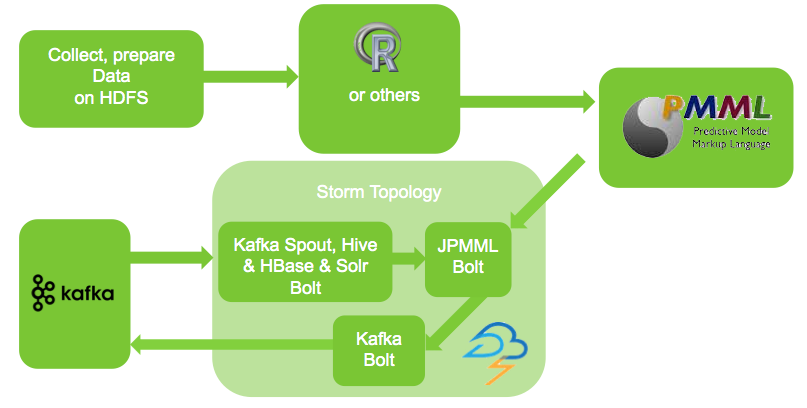 Collect, prepare
Data
on HDFS
R
or others
PMML
Predictive Model
Markup Language
Storm Topology
kafka
Kafka Spout, Hive
& HBase & Solr
Bolt
JPMML
Bolt
Kafka
Bolt